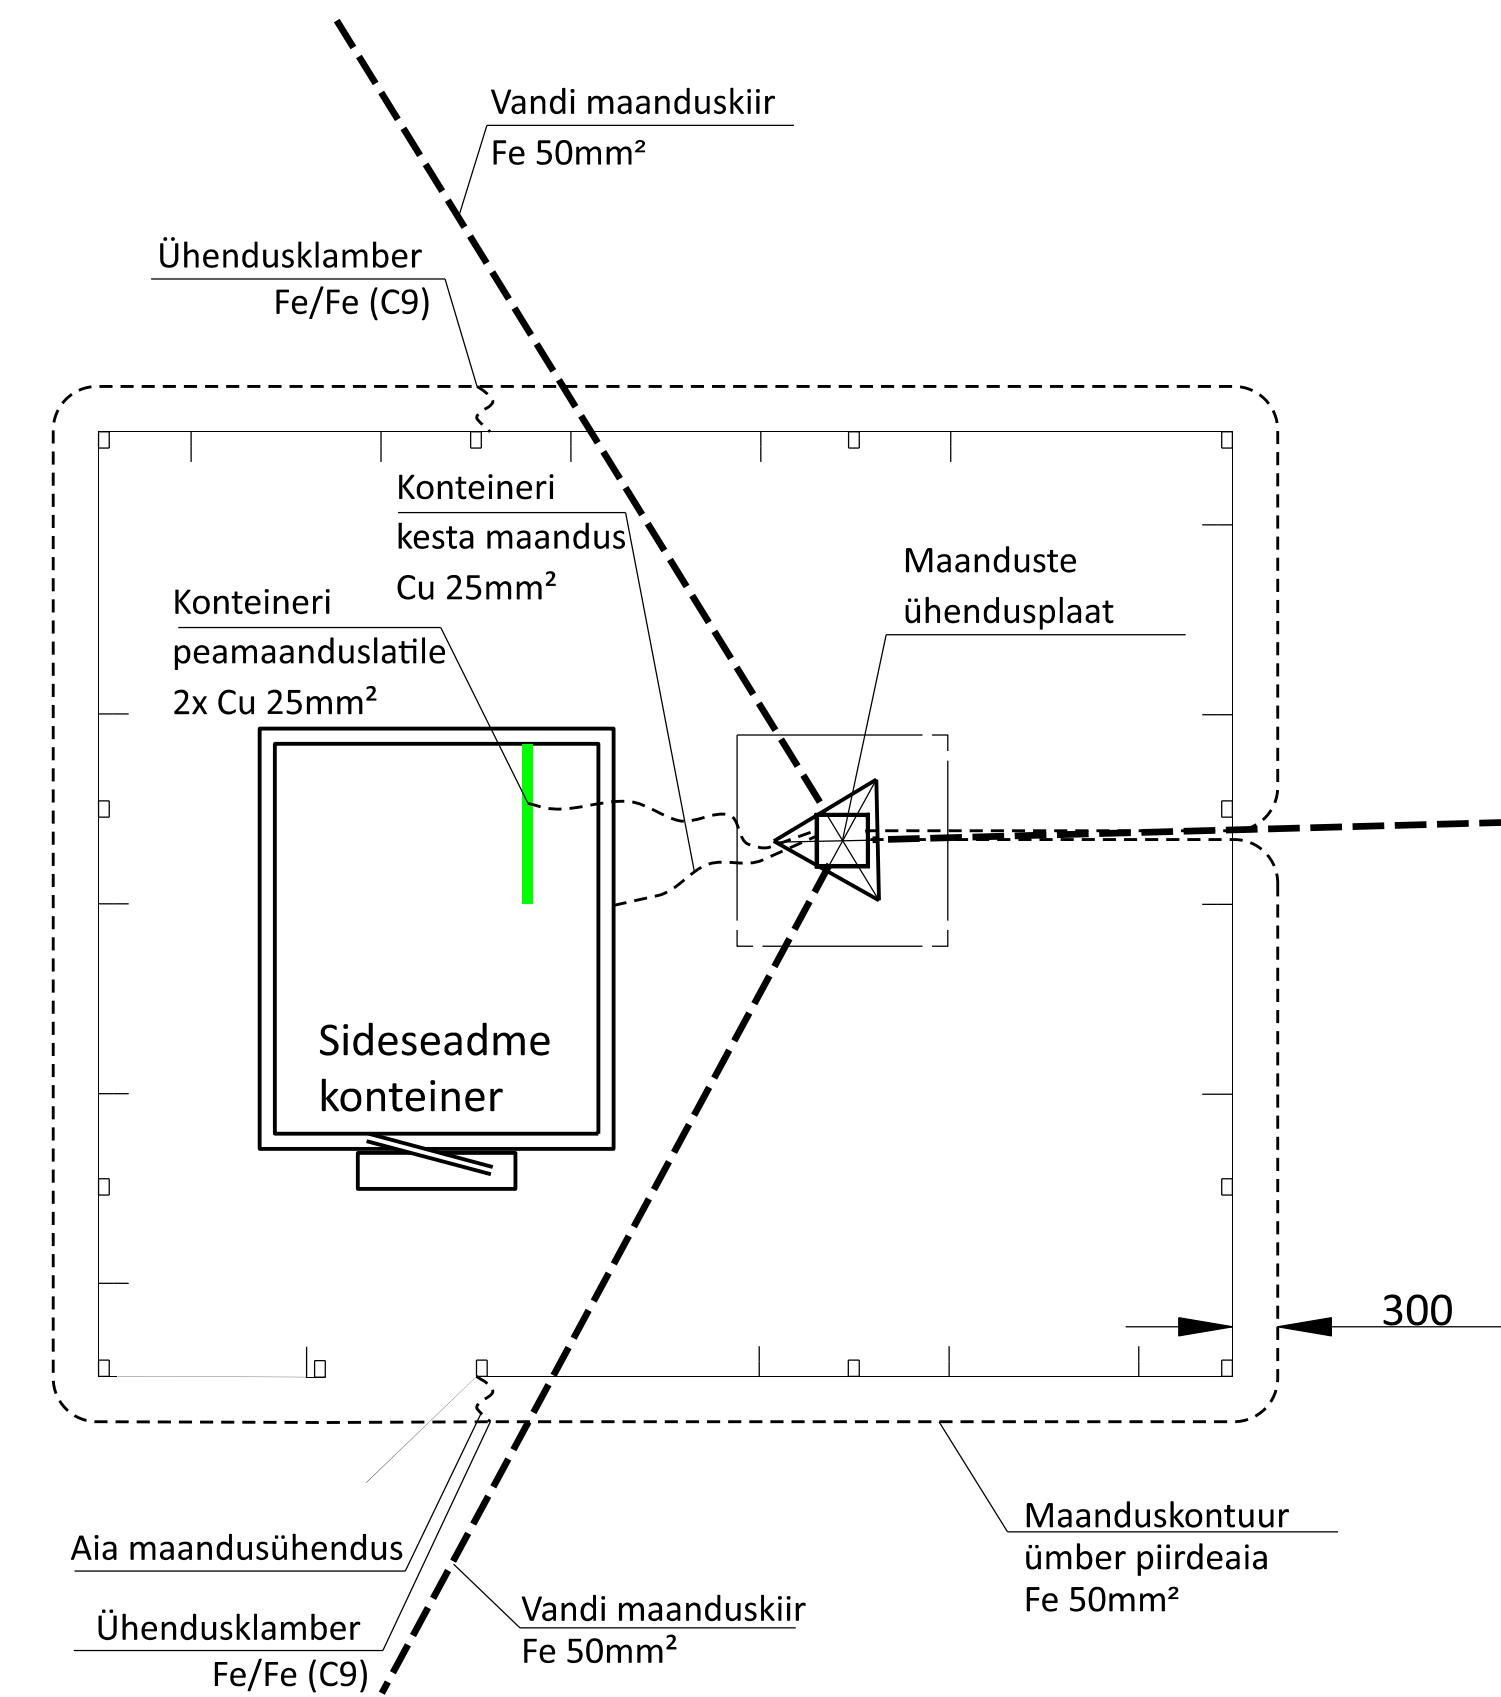 Vandi maanduskiir
Fe 50mm²
Ühendusklamber
Fe/Fe (C9)
Konteineri
kesta maandus
Cu 25mm²
Maanduste
ühendusplaat
Konteineri
peamaanduslatile
2x Cu 25mm²
Sideseadme
konteiner
300
Maanduskontuur
ümber piirdeaia
Fe 50mm²
Aia maandusühendus
Vandi maanduskiir
Fe 50mm²
Ühendusklamber
Fe/Fe (C9)